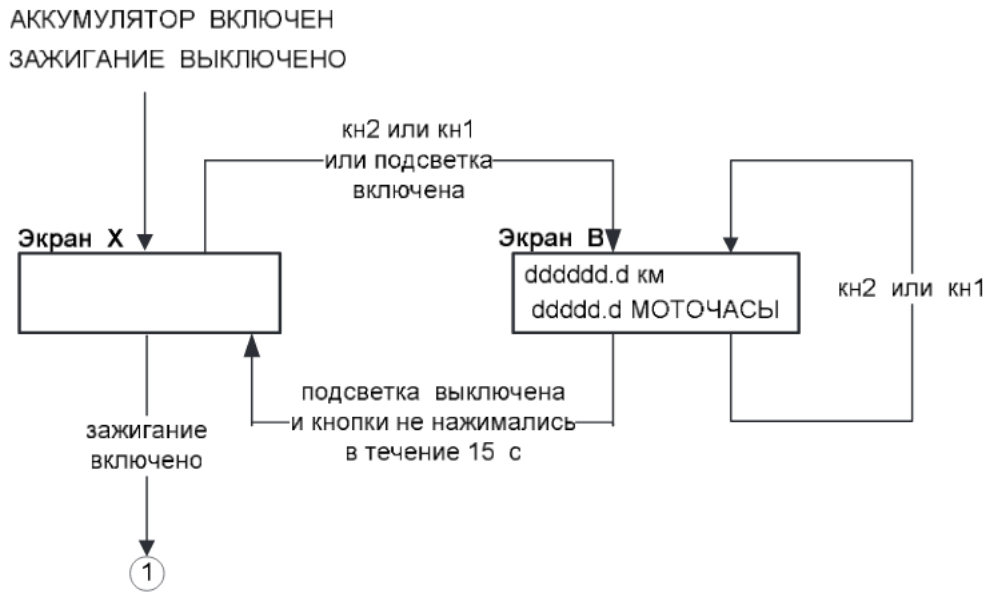 АККУМУЛЯТОР ВКЛЮЧЕН
ЗАЖИГАНИЕ ВЫКЛЮЧЕНО
кн2 или кн1
или подсветка
включена
Экран X
Экран В
dddddd.d км
ddddd.d МОТОЧАСЫ
кн2 или кн1
подсветка выключена
и кнопки не нажимались
в течение 15 с
зажигание
включено
1